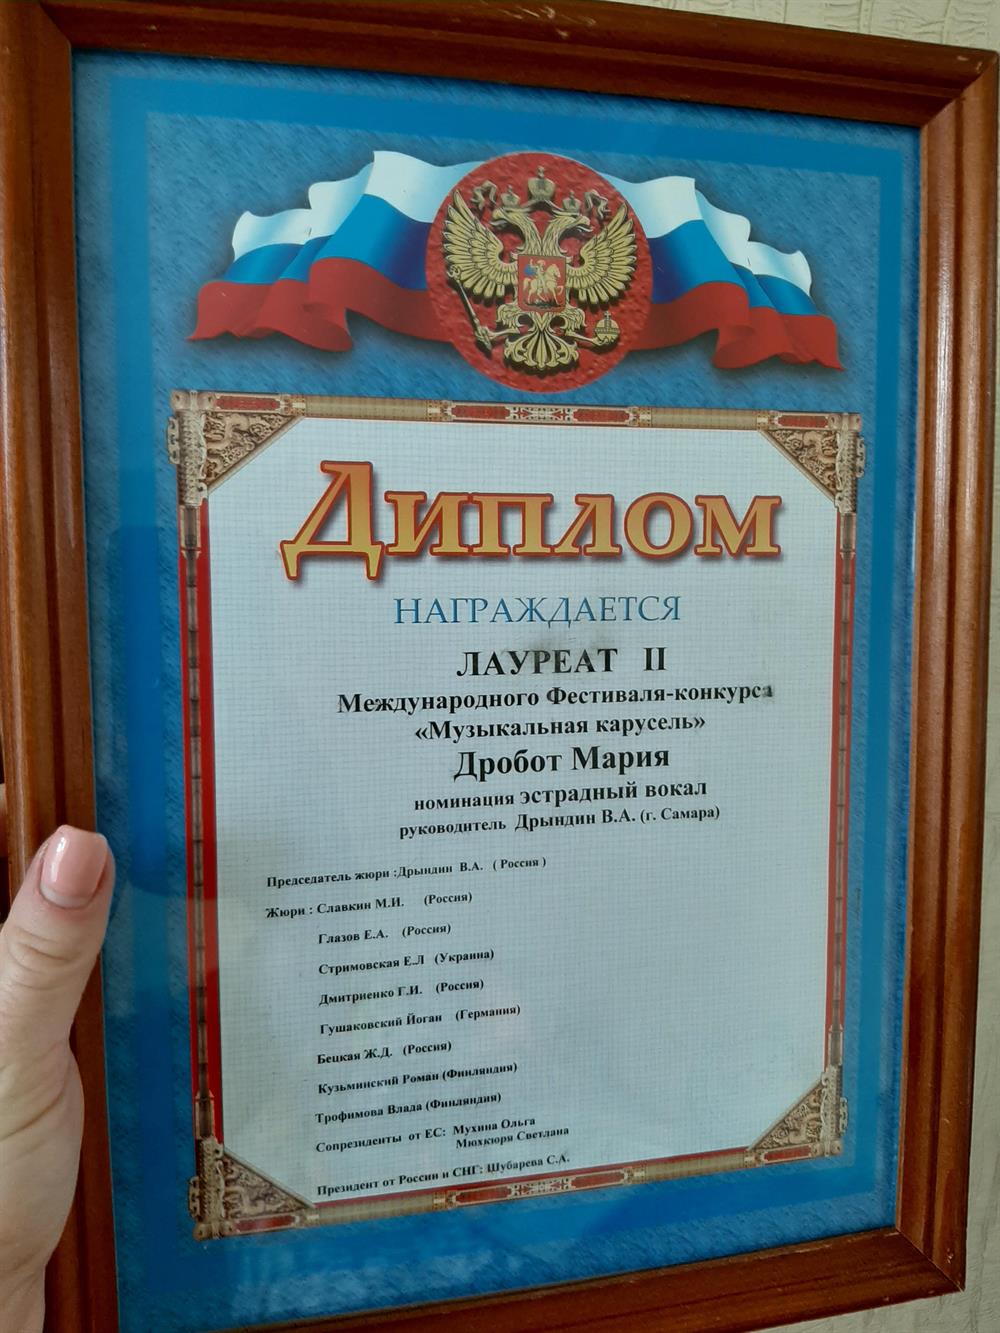 Диплом
НАГРАЖДАЕТСЯ
ЛАУРЕАТ II
Международного Фестиваля-конкурса
«Музыкальная карусель»
Дробот Мария
номинация эстрадный вокал
руководитель Дрындин В.А. (г. Самара)
Председатель жюри :Дрындин В.А. ( Россия )
Жюри : Славкин М.И. (Россия)
Глазов Е.А. (Россия)
Стримовская Е.Л (Украина)
Дмитриенко Г.И. (Россия)
Гушаковский Йоган (Германия)
Бецкая Ж.Д. (Россия)
Кузьминский Роман (Финляндия)
Трофимова Влада (Финляндия)
Сопрезиденты от ЕС: Мухина Ольга
Мюхкюря Светлана
Президент от России и СНГ: Шубарева С.А.